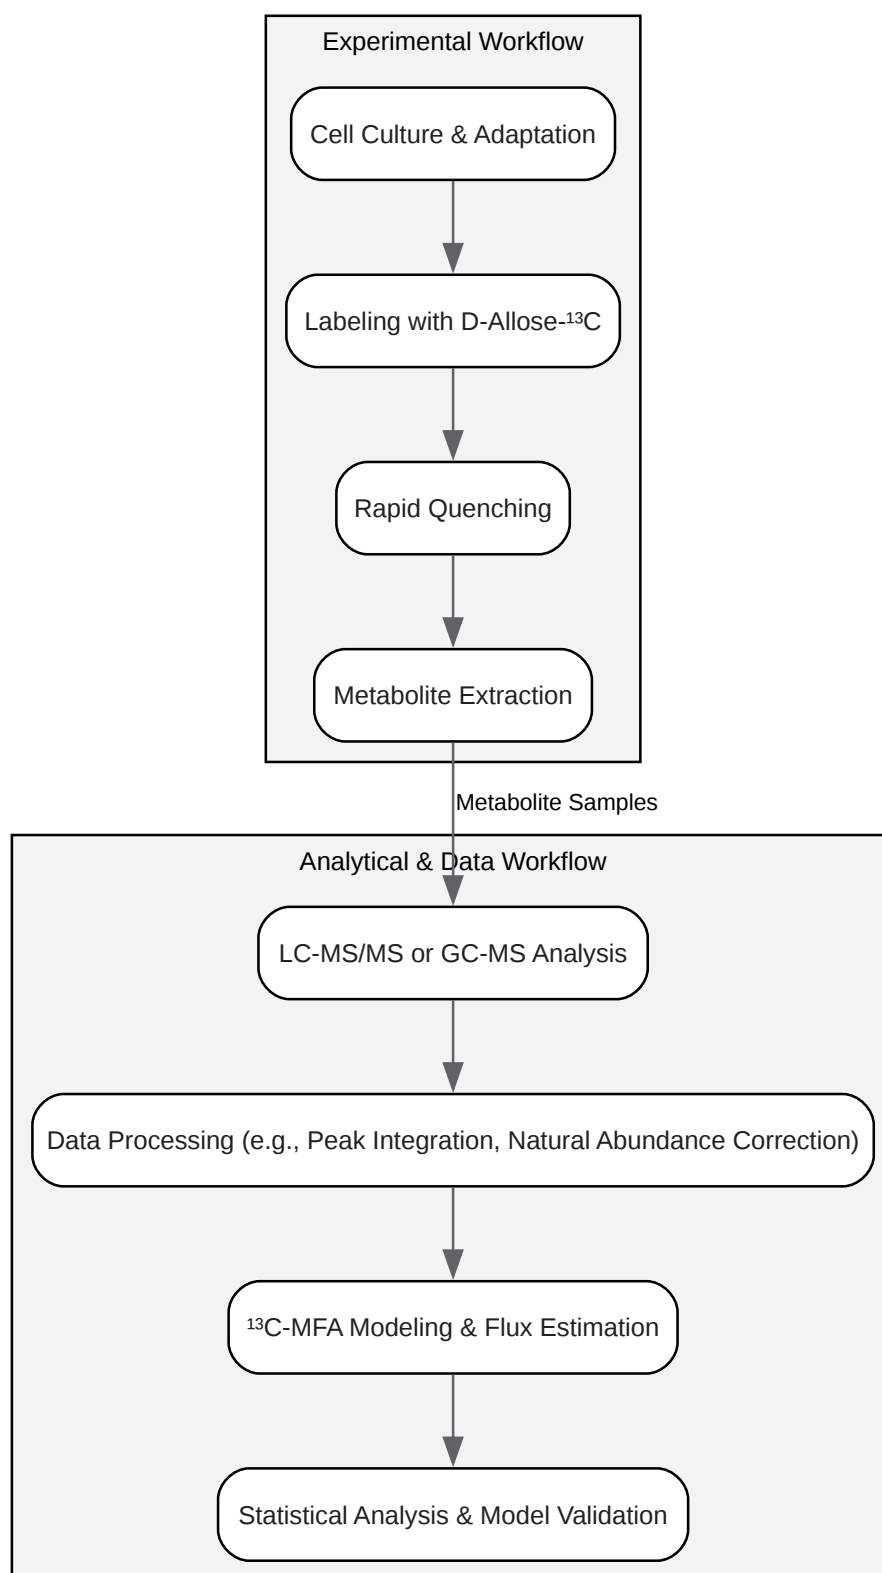 Experimental Workflow
Cell Culture & Adaptation
Labeling with D-Allose-¹³C
Rapid Quenching
Metabolite Extraction
Metabolite Samples
Analytical & Data Workflow
LC-MS/MS or GC-MS Analysis
Data Processing (e.g., Peak Integration, Natural Abundance Correction)
¹³C-MFA Modeling & Flux Estimation
Statistical Analysis & Model Validation